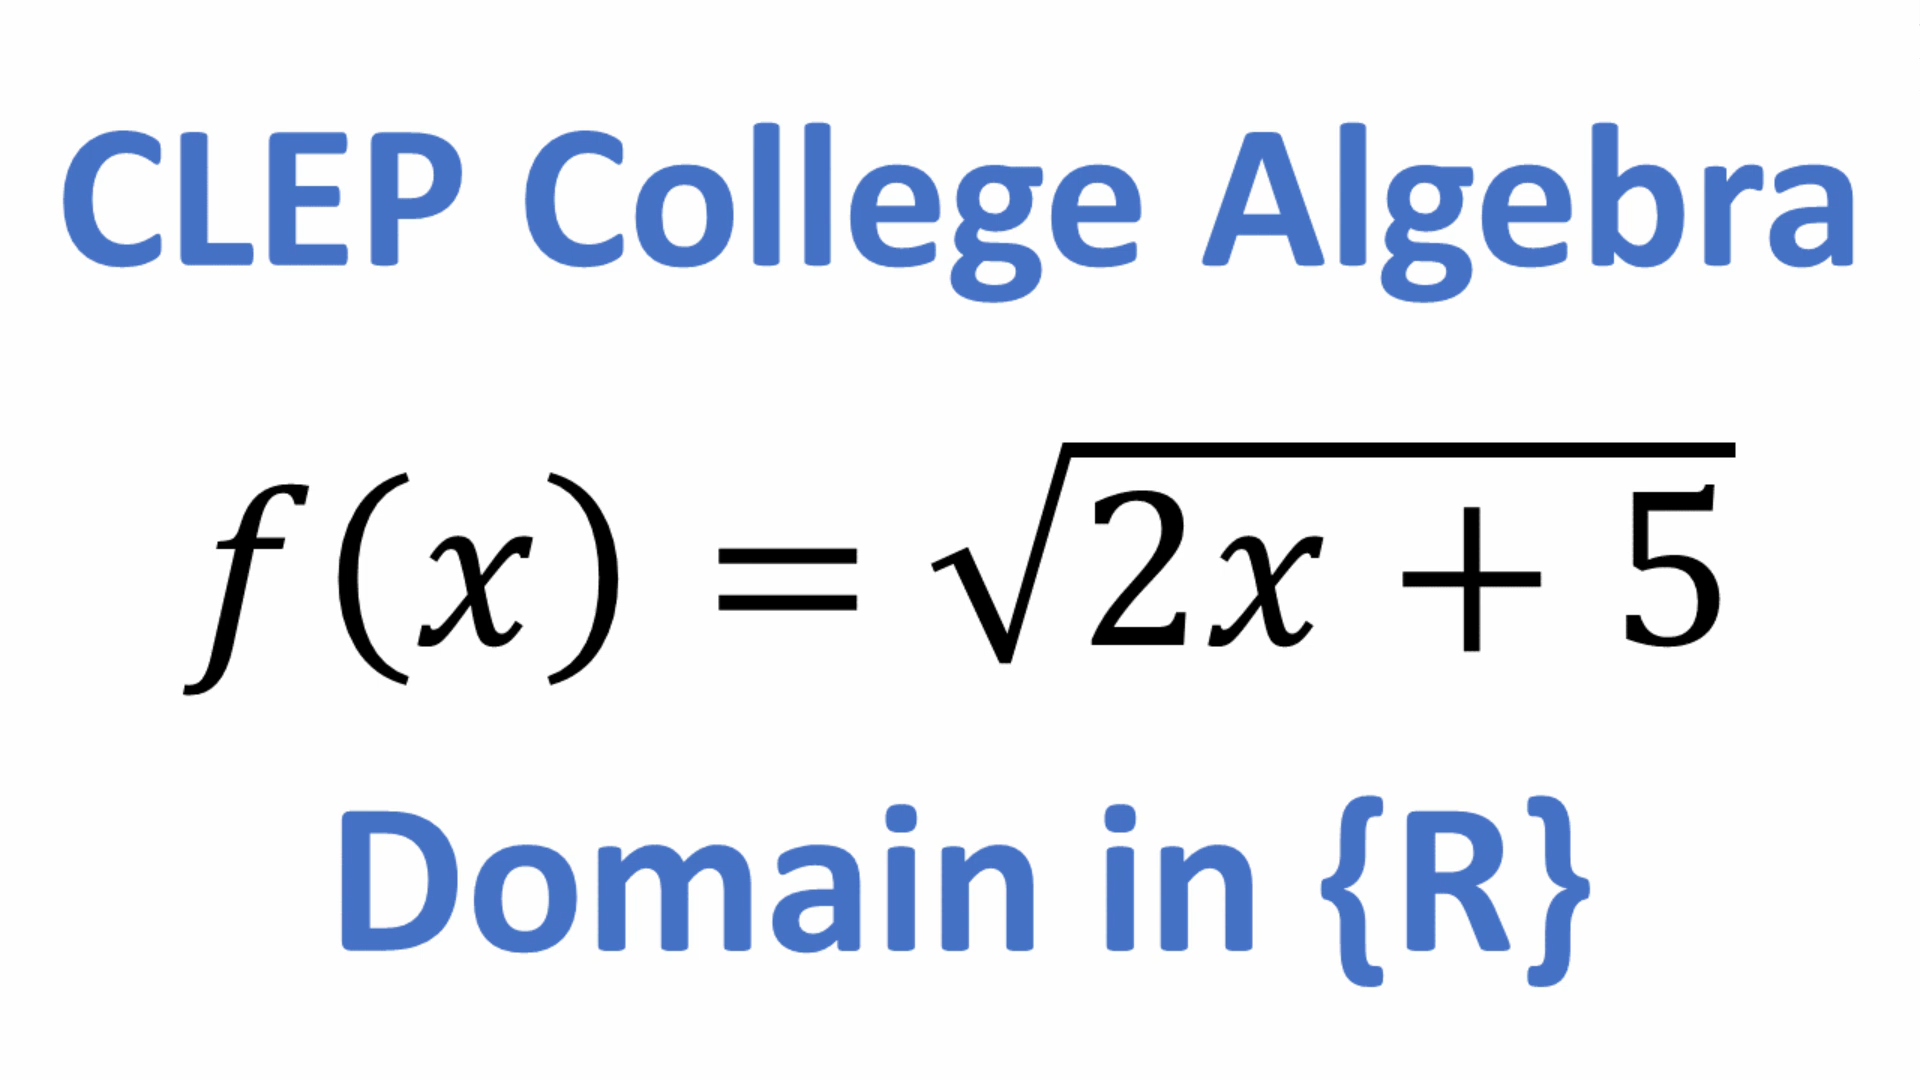 CLEP College Algebra
f(x) = √2x + 5
Domain in {R}